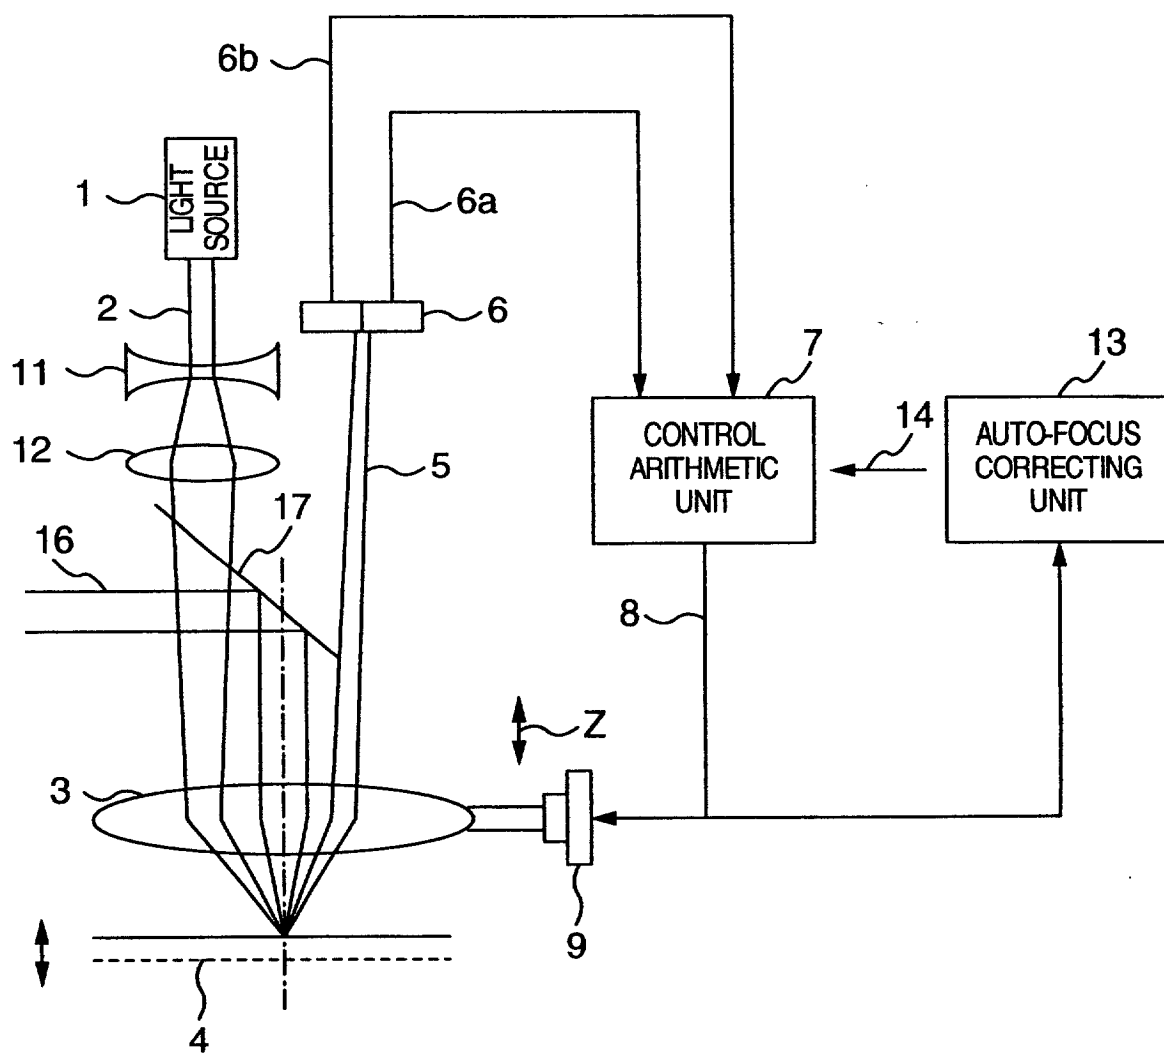 6b
1
LIGHT
SOURCE
6a
2
6
11
7
13
12
5
CONTROL
ARITHMETIC
UNIT
14
AUTO-FOCUS
CORRECTING
UNIT
17
16
8
Z
3
9
4